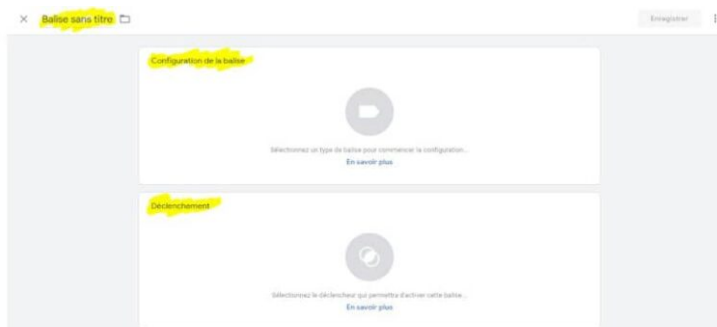 Balise sans titre
Enregistrer
Configuration de la balise
Sélectionnez un type de balise pour commencer la configuration...
En savoir plus
Déclenchement
Sélectionnez le déclencheur qui permettra d'activer cette balise...
En savoir plus